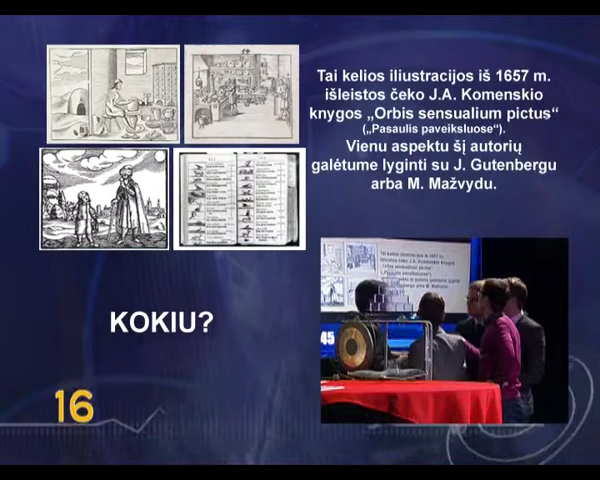 Tai kelios iliustracijos iš 1657 m.
išleistos čeko J.A. Komenskio
knygos „Orbis sensualium pictus“
(„Pasaulis paveiksluose“).
Vienu aspektu šį autorių
galėtume lyginti su J. Gutenbergu
arba M. Mažvydu.
KOKIU?
16
45